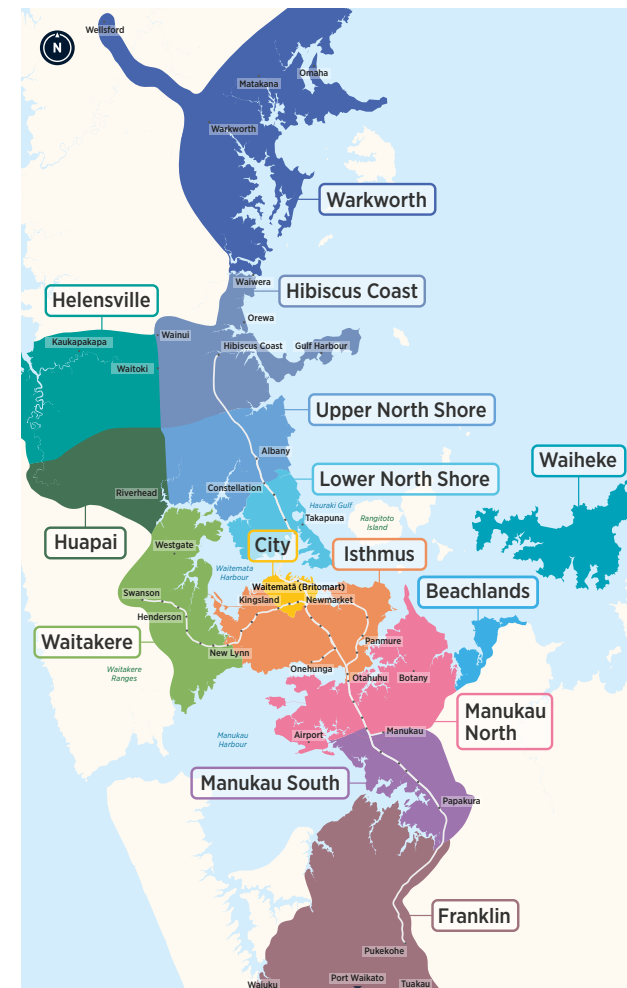 Wellsford
N
Omaha
Matakana
Warkworth
Warkworth
Waiwera
Hibiscus Coast
Helensville
Orewa
Wainui
Kaukapakapa
Hibiscus Coast
Gulf Harbour
Waitoki
Upper North Shore
Albany
Waiheke
Lower North Shore
Constellation
Riverhead
Hauraki Gulf
Takapuna
Rangitoto
Island
Huapai
Westgate
City
Isthmus
Waitemata
Harbour
Waitematā (Britomart)
Beachlands
Swanson
Kingsland
Newmarket
Henderson
Waitakere
Panmure
New Lynn
Waitakere
Ranges
Onehunga
Otahuhu
Botany
Manukau
North
Manukau
Harbour
Airport
Manukau
Manukau South
Papakura
Franklin
Pukekohe
Port Waikato
Waiuku
Tuakau